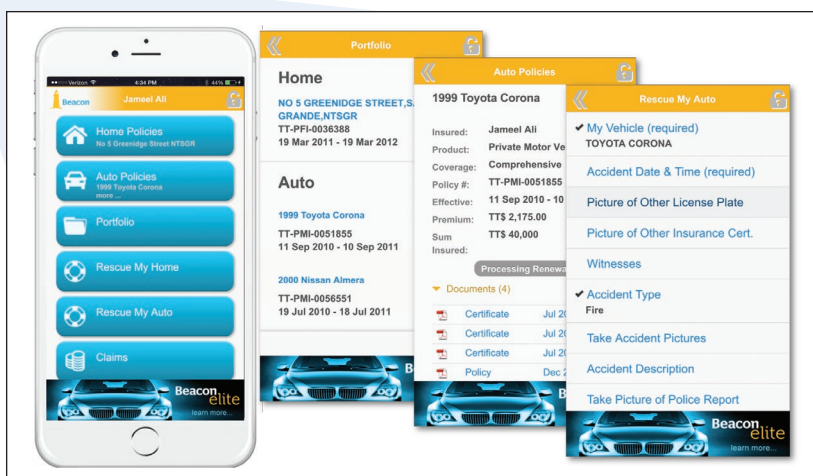 Verizon
4:34 PM
44%
Beacon
Jameel Ali
Home Policies
No 5 Greenidge Street NTSGR
Auto Policies
1999 Toyota Corona
more ...
Portfolio
Rescue My Home
Rescue My Auto
Claims
Beacon
elite
learn more...
Portfolio
Home
NO 5 GREENIDGE STREET,S
GRANDE,NTSGR
TT-PFI-0036388
19 Mar 2011 - 19 Mar 2012
Auto
1999 Toyota Corona
TT-PMI-0051855
11 Sep 2010 - 10 Sep 2011
2000 Nissan Almera
TT-PMI-0056551
19 Jul 2010 - 18 Jul 2011
B
Auto Policies
1999 Toyota Corona
Insured: Jameel Ali
Product: Private Motor Ve
Coverage: Comprehensive
Policy #: TT-PMI-0051855
Effective: 11 Sep 2010 - 10
Premium: TT$ 2,175.00
Sum Insured: TT$ 40,000
Processing Renewa
Documents (4)
Certificate Jul 20
Certificate Jul 20
Certificate Jul 20
Policy Dec 2
B
Rescue My Auto
My Vehicle (required)
TOYOTA CORONA
Accident Date & Time (required)
Picture of Other License Plate
Picture of Other Insurance Cert.
Witnesses
Accident Type
Fire
Take Accident Pictures
Accident Description
Take Picture of Police Report
Beacon
elite
learn more...